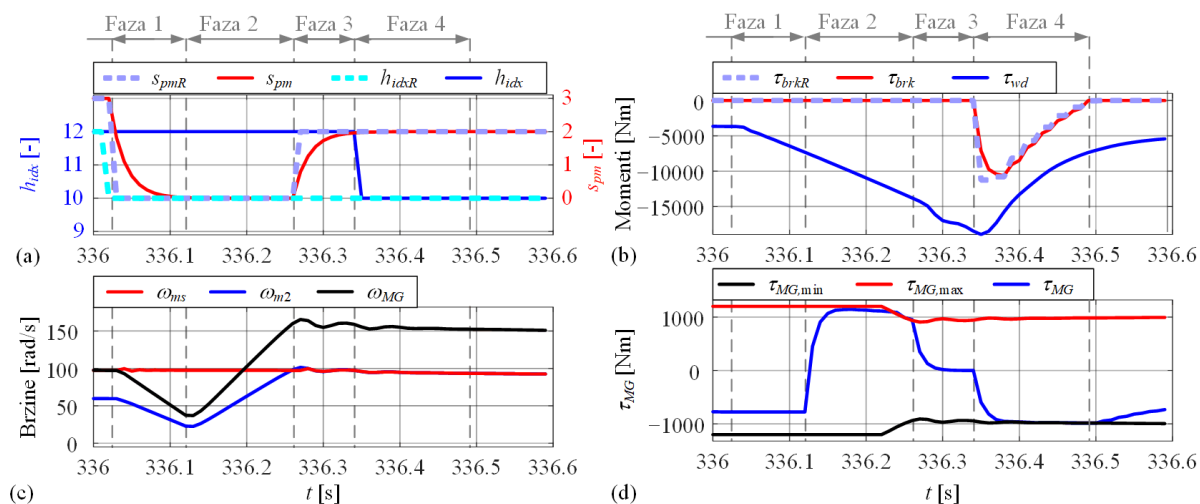 Faza 1 Faza 2 Faza 3 Faza 4
s_pmR s_pm h_idxR h_idx
h_idx [-]
12
11
10
9
3
2
1
0
s_pm [-]
(a)
336 336.1 336.2 336.3 336.4 336.5 336.6
Faza 1 Faza 2 Faza 3 Faza 4
τ_brkR τ_brk τ_wd
Momenti [Nm]
0
−5000
−10000
−15000
(b)
336 336.1 336.2 336.3 336.4 336.5 336.6
ω_ms ω_m2 ω_MG
Brzine [rad/s]
150
100
50
0
336 336.1 336.2 336.3 336.4 336.5 336.6
(c)
t [s]
τ_MG,min τ_MG,max τ_MG
τ_MG [Nm]
1000
0
−1000
336 336.1 336.2 336.3 336.4 336.5 336.6
(d)
t [s]